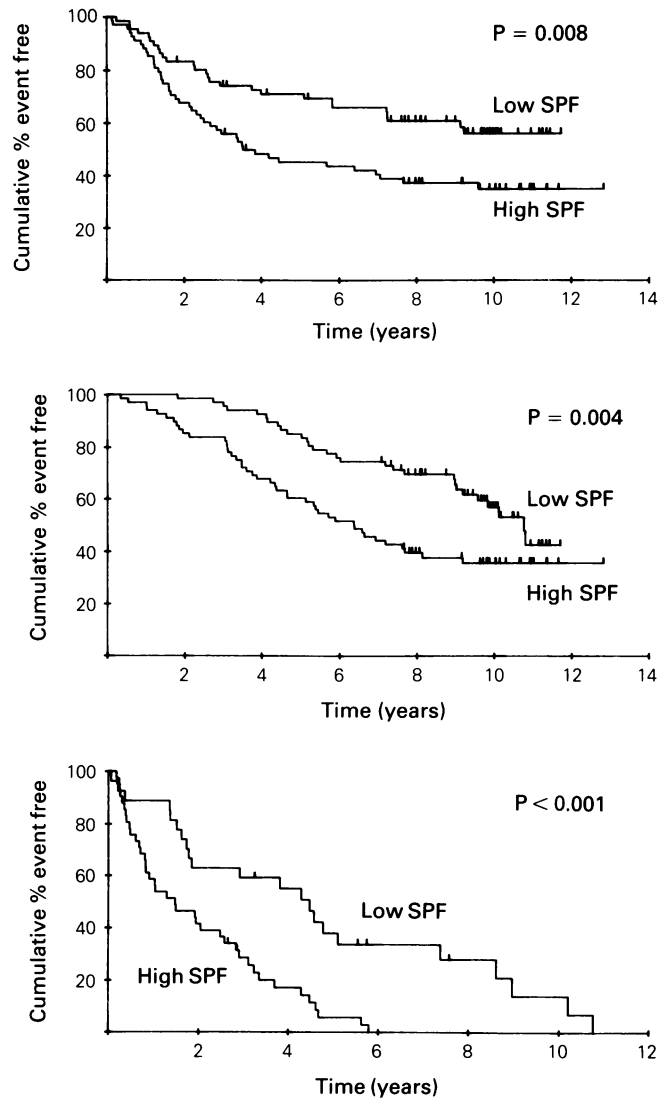 Cumulative % event free
100
80
60
40
20
P = 0.008
Low SPF
High SPF
2 4 6 8 10 12 14
Time (years)
Cumulative % event free
100
80
60
40
20
P = 0.004
Low SPF
High SPF
2 4 6 8 10 12 14
Time (years)
Cumulative % event free
100
80
60
40
20
P < 0.001
Low SPF
High SPF
2 4 6 8 10 12
Time (years)